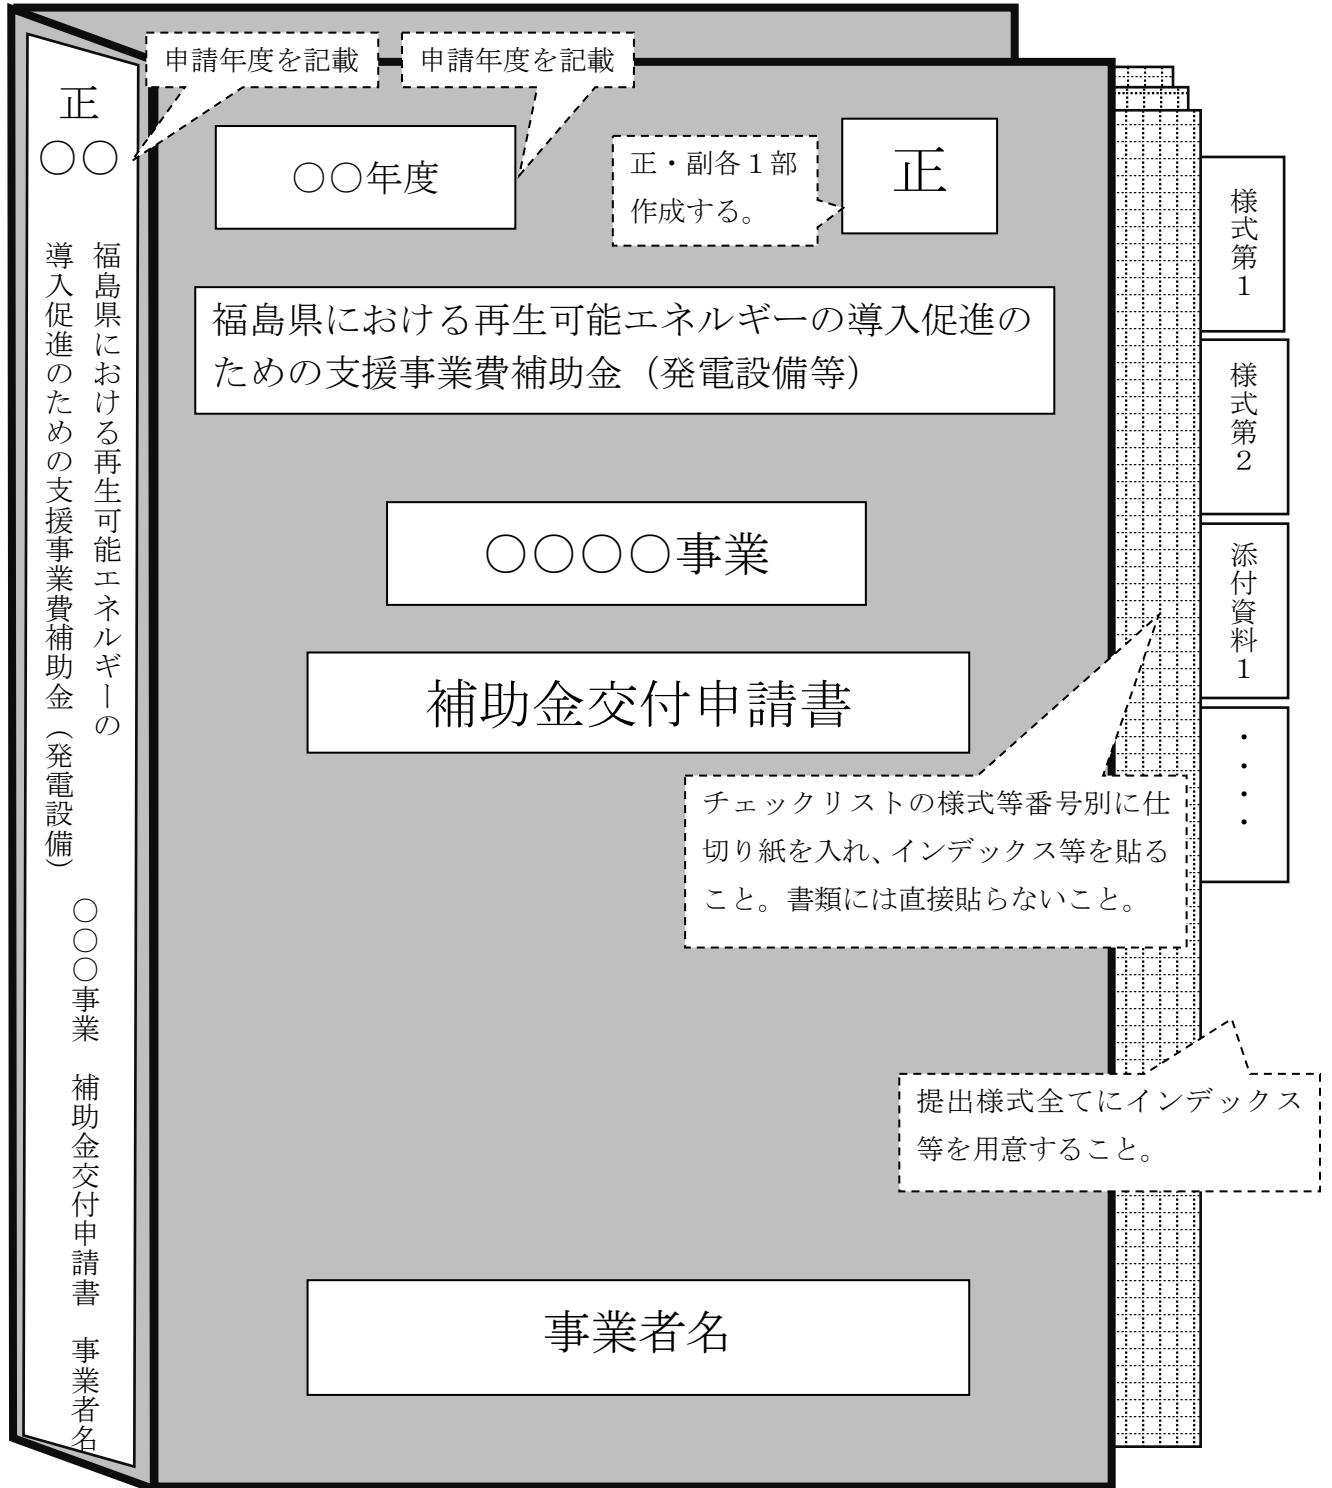 申請年度を記載
申請年度を記載
正
〇〇
福島県における再生可能エネルギーの
導入促進のための支援事業費補助金（発電設備）
〇〇〇事業　補助金交付申請書　事業者名
〇〇年度
正・副各１部
作成する。
正
福島県における再生可能エネルギーの導入促進の
ための支援事業費補助金（発電設備等）
〇〇〇〇事業
補助金交付申請書
チェックリストの様式等番号別に仕
切り紙を入れ、インデックス等を貼る
こと。書類には直接貼らないこと。
提出様式全てにインデックス
等を用意すること。
事業者名
様式第１
様式第２
添付資料１
・・・・